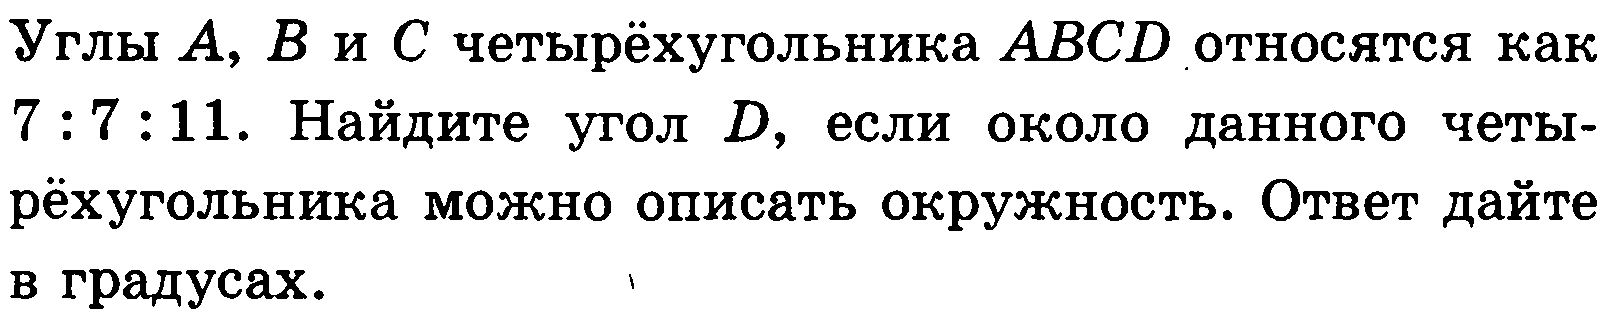 Углы A, B и C четырёхугольника ABCD относятся как
7 : 7 : 11. Найдите угол D, если около данного четы-
рёхугольника можно описать окружность. Ответ дайте
в градусах.